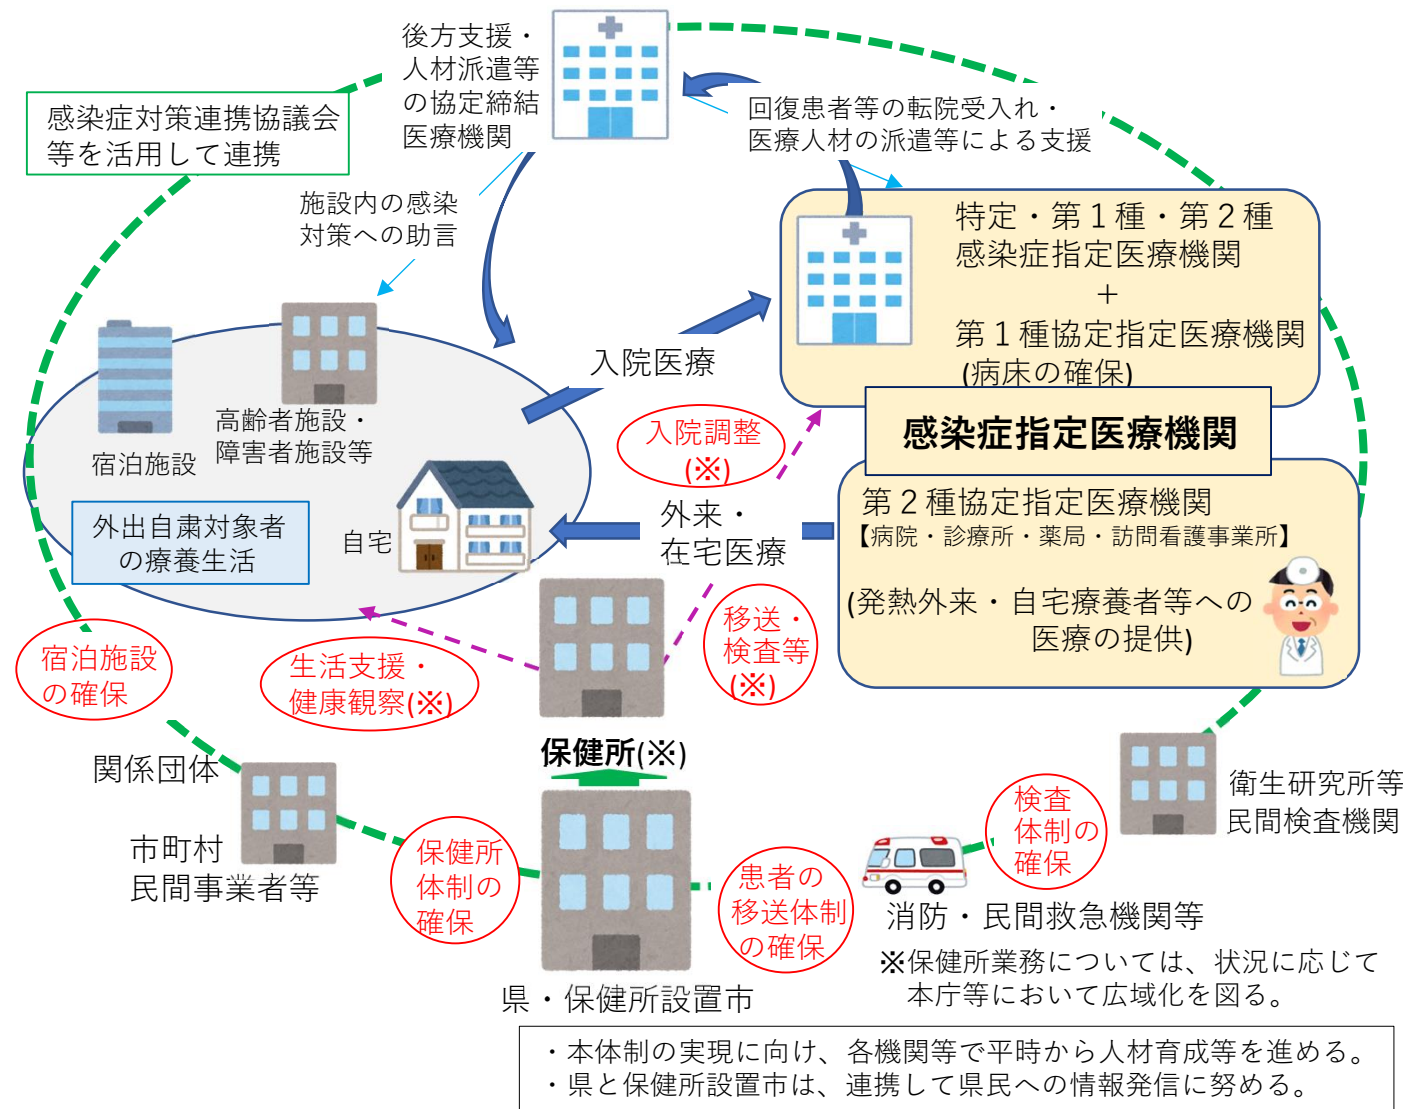 後方支援・
人材派遣等
の協定締結
医療機関
感染症対策連携協議会
等を活用して連携
回復患者等の転院受入れ・
医療人材の派遣等による支援
施設内の感染
対策への助言
特定・第１種・第２種
感染症指定医療機関
＋
第１種協定指定医療機関
(病床の確保)
入院医療
高齢者施設・
障害者施設等
宿泊施設
入院調整
(※)
感染症指定医療機関
第２種協定指定医療機関
【病院・診療所・薬局・訪問看護事業所】
(発熱外来・自宅療養者等への
医療の提供)
外来・
在宅医療
外出自粛対象者
の療養生活
自宅
移送・
検査等
(※)
宿泊施設
の確保
生活支援・
健康観察(※)
保健所(※)
関係団体
市町村
民間事業者等
保健所
体制の
確保
患者の
移送体制
の確保
検査
体制の
確保
衛生研究所等
民間検査機関
消防・民間救急機関等
※保健所業務については、状況に応じて
本庁等において広域化を図る。
県・保健所設置市
・本体制の実現に向け、各機関等で平時から人材育成等を進める。
・県と保健所設置市は、連携して県民への情報発信に努める。